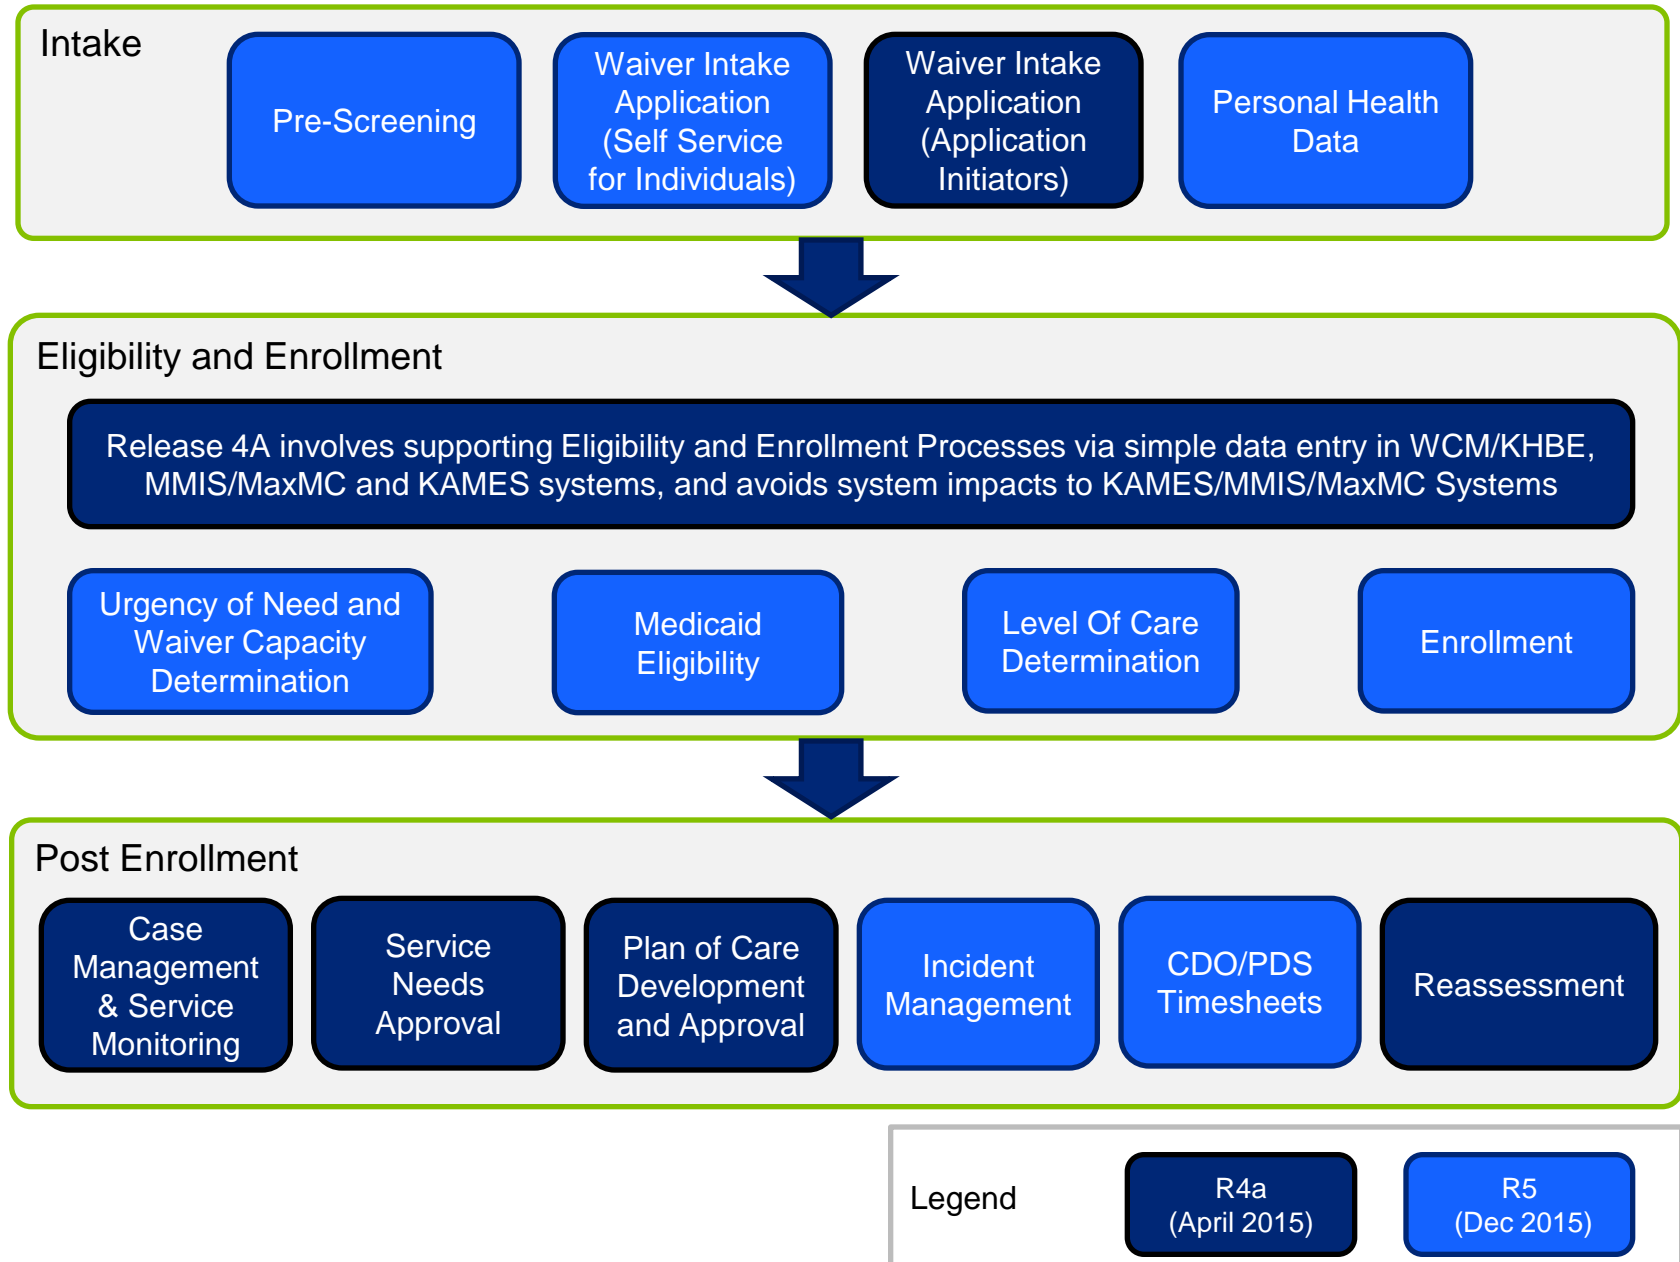 Intake
Pre-Screening
Waiver Intake
Application
(Self Service
for Individuals)
Waiver Intake
Application
(Application
Initiators)
Personal Health
Data
Eligibility and Enrollment
Release 4A involves supporting Eligibility and Enrollment Processes via simple data entry in WCM/KHBE,
MMIS/MaxMC and KAMES systems, and avoids system impacts to KAMES/MMIS/MaxMC Systems
Urgency of Need and
Waiver Capacity
Determination
Medicaid
Eligibility
Level Of Care
Determination
Enrollment
Post Enrollment
Case
Management
& Service
Monitoring
Service
Needs
Approval
Plan of Care
Development
and Approval
Incident
Management
CDO/PDS
Timesheets
Reassessment
Legend
R4a
(April 2015)
R5
(Dec 2015)